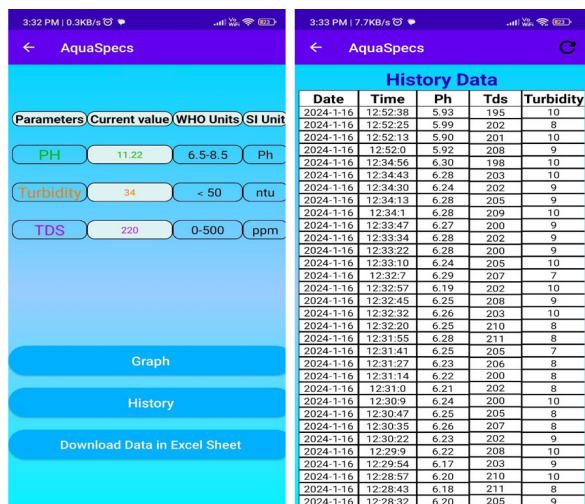 3:32 PM | 0.3KB/s
AquaSpecs
Parameters Current value WHO Units SI Unit
PH 11.22 6.5-8.5 Ph
Turbidity 34 < 50 ntu
TDS 220 0-500 ppm
Graph
History
Download Data in Excel Sheet
3:33 PM | 7.7KB/s
AquaSpecs
History Data
Date Time Ph Tds Turbidity
2024-1-16 12:52:38 5.93 195 10
2024-1-16 12:52:25 5.99 202 8
2024-1-16 12:52:13 5.90 201 10
2024-1-16 12:52:0 5.92 208 9
2024-1-16 12:34:56 6.30 198 10
2024-1-16 12:34:43 6.28 203 10
2024-1-16 12:34:30 6.24 202 9
2024-1-16 12:34:13 6.28 205 9
2024-1-16 12:34:1 6.28 209 10
2024-1-16 12:33:47 6.27 200 9
2024-1-16 12:33:34 6.28 202 9
2024-1-16 12:33:22 6.28 200 9
2024-1-16 12:33:10 6.24 205 10
2024-1-16 12:32:7 6.29 207 7
2024-1-16 12:32:57 6.19 202 10
2024-1-16 12:32:45 6.25 208 9
2024-1-16 12:32:32 6.26 203 10
2024-1-16 12:32:20 6.25 210 8
2024-1-16 12:31:55 6.28 211 8
2024-1-16 12:31:41 6.25 205 7
2024-1-16 12:31:27 6.23 206 8
2024-1-16 12:31:14 6.22 200 8
2024-1-16 12:31:0 6.21 202 8
2024-1-16 12:30:9 6.24 200 10
2024-1-16 12:30:47 6.25 205 8
2024-1-16 12:30:35 6.26 207 8
2024-1-16 12:30:22 6.23 202 9
2024-1-16 12:29:9 6.22 208 10
2024-1-16 12:29:54 6.17 203 9
2024-1-16 12:28:57 6.20 210 10
2024-1-16 12:28:43 6.18 211 8
2024-1-16 12:28:32 6.20 205 9